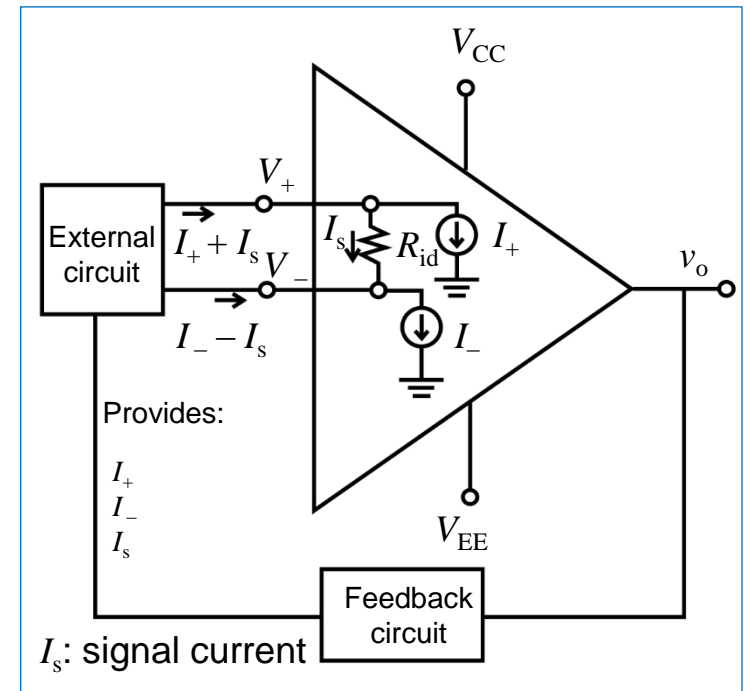 V_CC
V_+
External
circuit
I_+ + I_s
I_s
R_id
I_+
V_−
I_− − I_s
I_−
v_o
Provides:
I_+
I_−
I_s
V_EE
Feedback
circuit
I_s: signal current